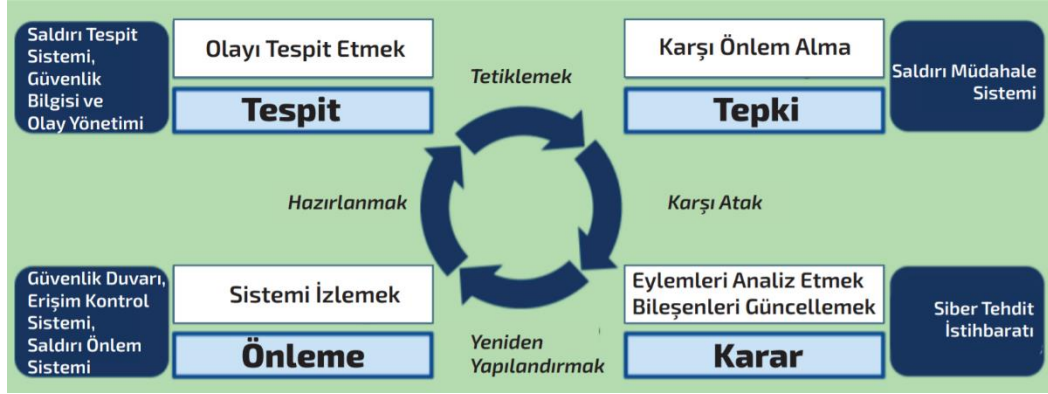 Saldırı Tespit
Sistemi,
Güvenlik
Bilgisi ve
Olay Yönetimi
Olayı Tespit Etmek
Tespit
Tetiklemek
Karşı Önlem Alma
Tepki
Saldırı Müdahale
Sistemi
Hazırlanmak
Karşı Atak
Güvenlik Duvarı,
Erişim Kontrol
Sistemi,
Saldırı Önlem
Sistemi
Sistemi İzlemek
Önleme
Yeniden
Yapılandırmak
Eylemleri Analiz Etmek
Bileşenleri Güncellemek
Karar
Siber Tehdit
İstihbaratı